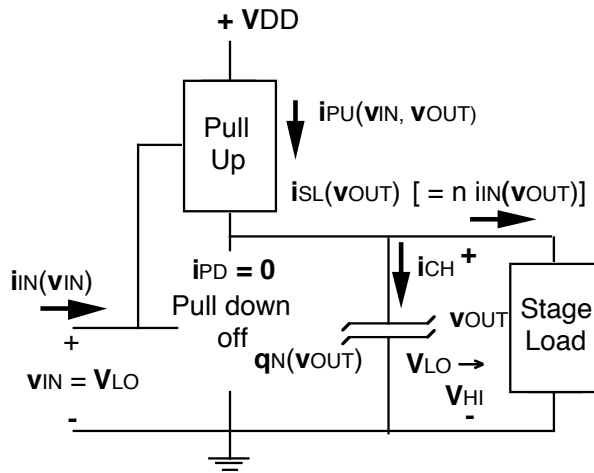 + VDD
Pull
Up
iPU(vIN, vOUT)
iSL(vOUT) [ = n iIN(vOUT)]
iIN(vIN)
iPD = 0
Pull down
off
iCH
+
+
vIN = VLO
-
qN(vOUT)
vOUT
VLO →
VHI
-
Stage
Load